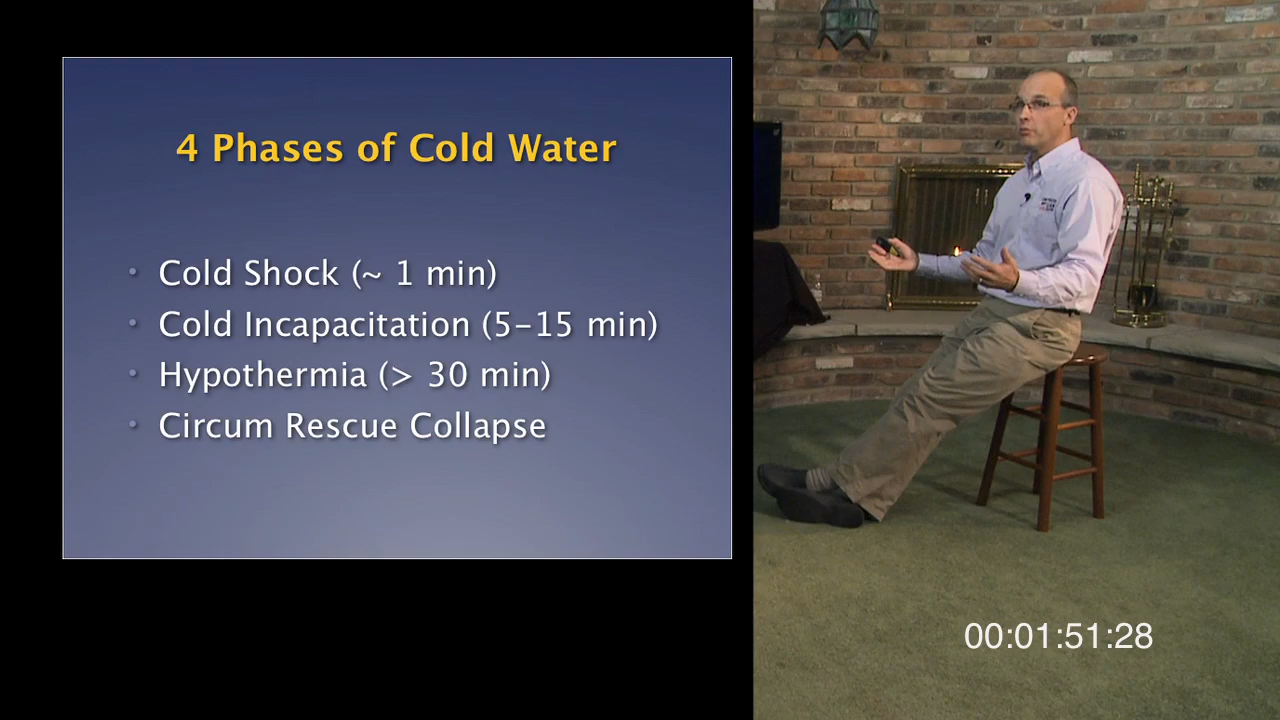 4 Phases of Cold Water
• Cold Shock (~ 1 min)
• Cold Incapacitation (5-15 min)
• Hypothermia (> 30 min)
• Circum Rescue Collapse
00:01:51:28